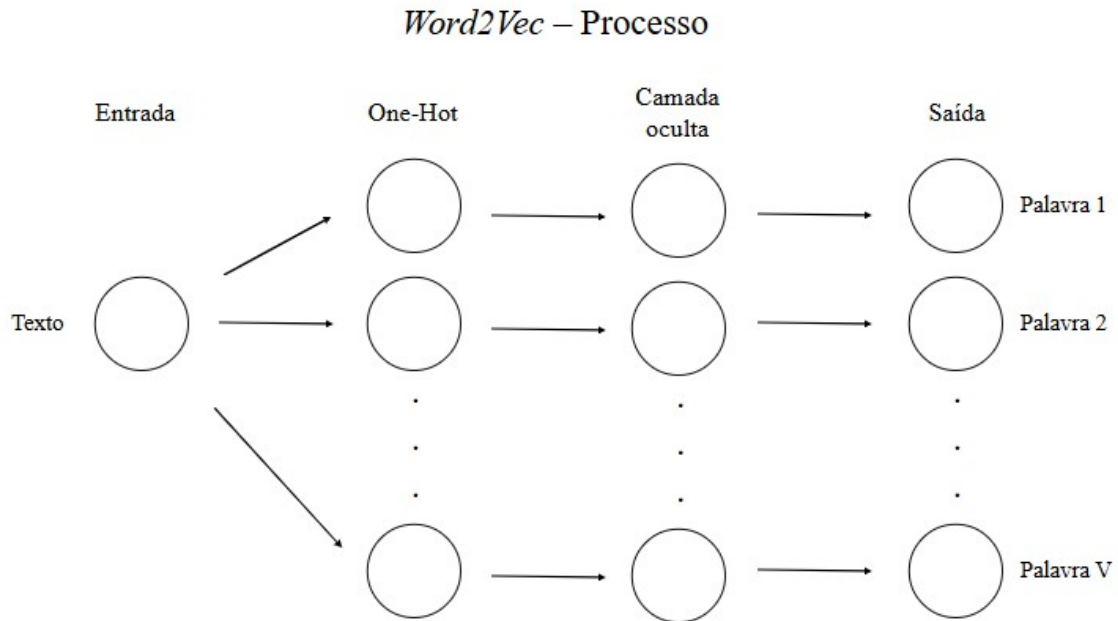 Word2Vec – Processo
Entrada
One-Hot
Camada
oculta
Saída
Palavra 1
Texto
Palavra 2
Palavra V